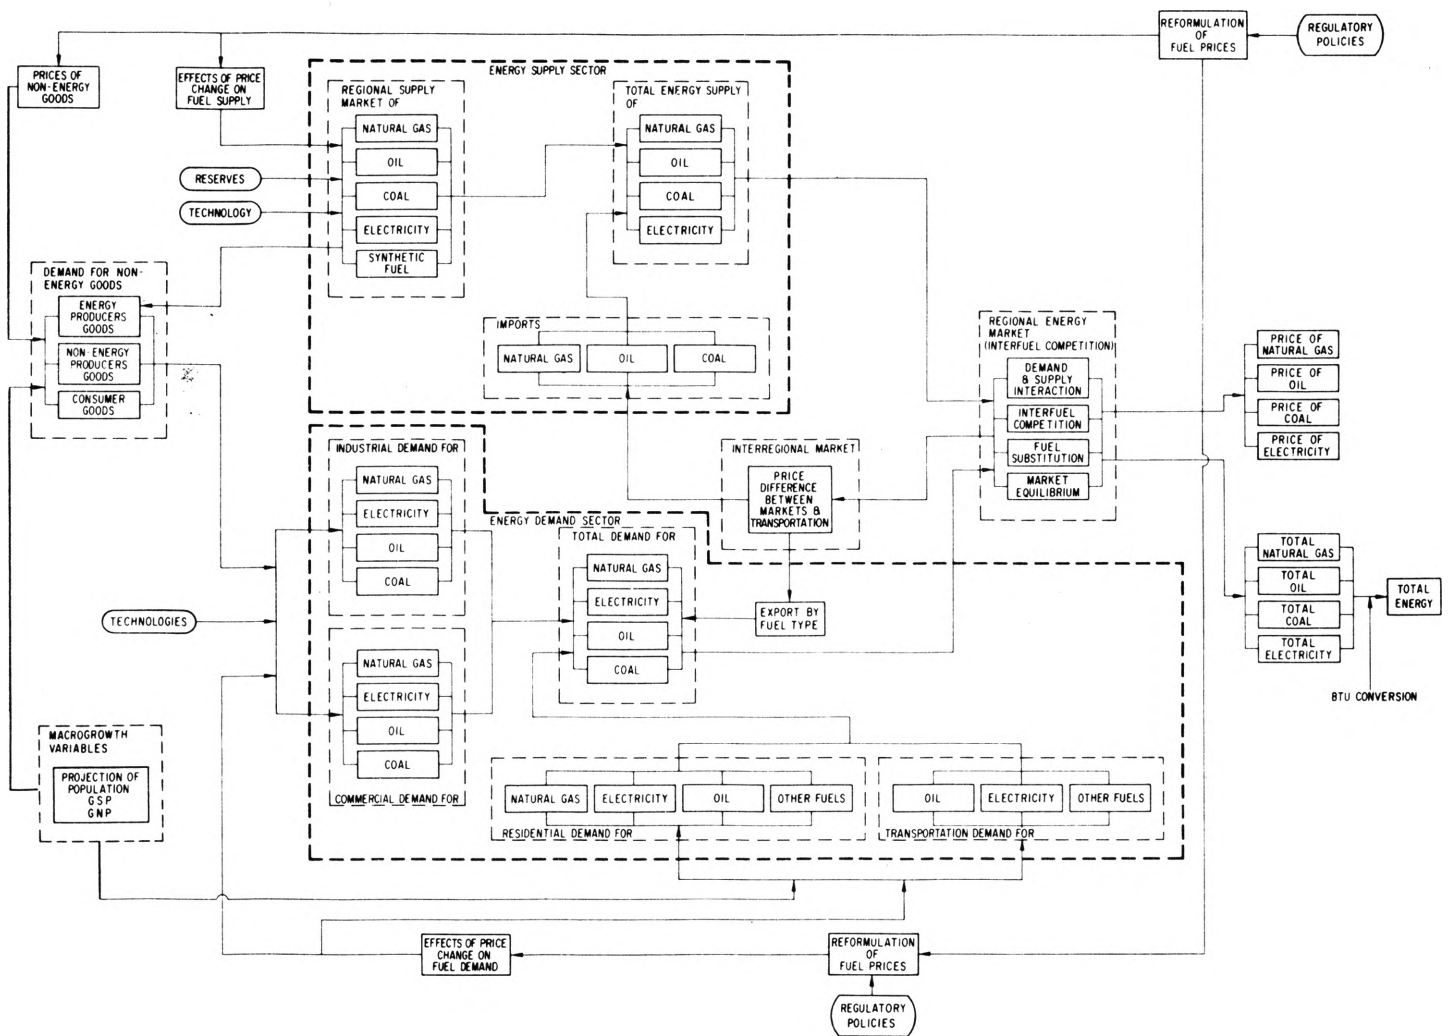 REFORMULATION
OF
FUEL PRICES
REGULATORY
POLICIES
PRICES OF
NON-ENERGY
GOODS
EFFECTS OF PRICE
CHANGE ON
FUEL SUPPLY
ENERGY SUPPLY SECTOR
REGIONAL SUPPLY
MARKET OF
NATURAL GAS
OIL
COAL
ELECTRICITY
SYNTHETIC
FUEL
TOTAL ENERGY SUPPLY
OF
NATURAL GAS
OIL
COAL
ELECTRICITY
RESERVES
TECHNOLOGY
DEMAND FOR NON-
ENERGY GOODS
ENERGY
PRODUCERS
GOODS
NON-ENERGY
PRODUCERS
GOODS
CONSUMER
GOODS
IMPORTS
NATURAL GAS
OIL
COAL
REGIONAL ENERGY
MARKET
(INTERFUEL COMPETITION)
DEMAND
& SUPPLY
INTERACTION
INTERFUEL
COMPETITION
FUEL
SUBSTITUTION
MARKET
EQUILIBRIUM
PRICE OF
NATURAL GAS
PRICE OF
OIL
PRICE OF
COAL
PRICE OF
ELECTRICITY
INTERREGIONAL MARKET
PRICE
DIFFERENCE
BETWEEN
MARKETS &
TRANSPORTATION
INDUSTRIAL DEMAND FOR
NATURAL GAS
ELECTRICITY
OIL
COAL
ENERGY DEMAND SECTOR
TOTAL DEMAND FOR
NATURAL GAS
ELECTRICITY
OIL
COAL
EXPORT BY
FUEL TYPE
TOTAL
NATURAL GAS
TOTAL
OIL
TOTAL
COAL
TOTAL
ELECTRICITY
TOTAL
ENERGY
BTU CONVERSION
TECHNOLOGIES
NATURAL GAS
ELECTRICITY
OIL
COAL
COMMERCIAL DEMAND FOR
MACROGROWTH
VARIABLES
PROJECTION OF
POPULATION
GSP
GNP
NATURAL GAS
ELECTRICITY
OIL
OTHER FUELS
RESIDENTIAL DEMAND FOR
OIL
ELECTRICITY
OTHER FUELS
TRANSPORTATION DEMAND FOR
EFFECTS OF PRICE
CHANGE ON
FUEL DEMAND
REFORMULATION
OF
FUEL PRICES
REGULATORY
POLICIES